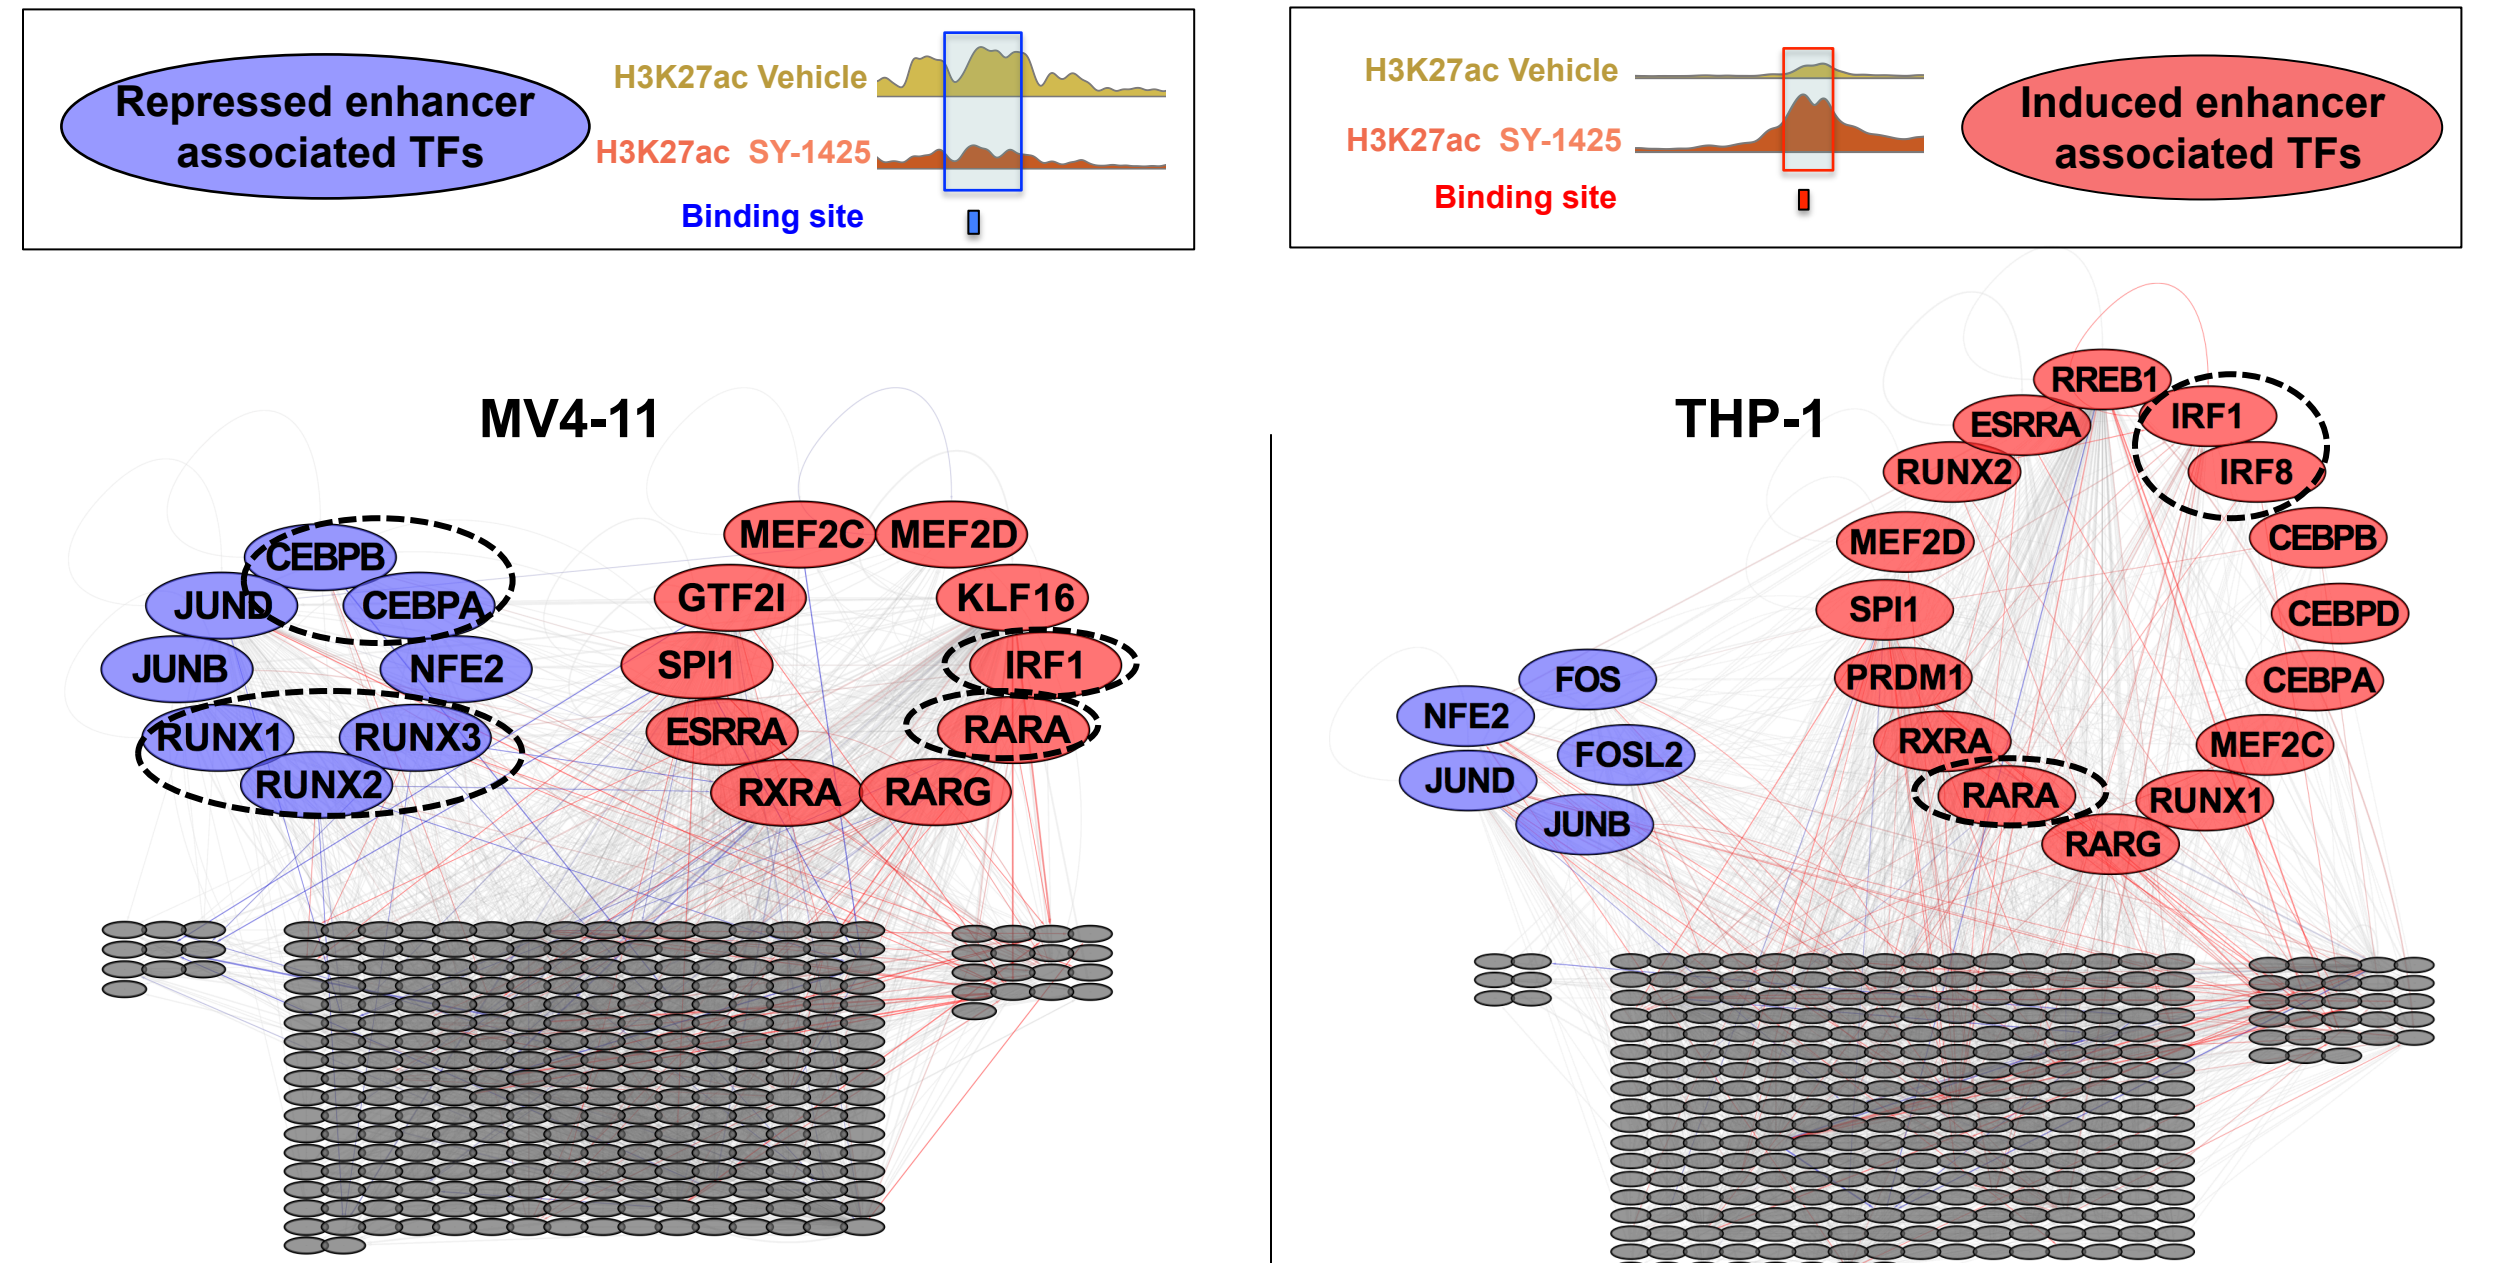 Repressed enhancer
associated TFs
H3K27ac Vehicle
H3K27ac SY-1425
Binding site
H3K27ac Vehicle
H3K27ac SY-1425
Binding site
Induced enhancer
associated TFs
MV4-11
CEBPB
JUND
CEBPA
JUNB
NFE2
RUNX1
RUNX3
RUNX2
MEF2C
MEF2D
GTF2I
KLF16
SPI1
IRF1
ESRRA
RARA
RXRA
RARG
THP-1
RREB1
IRF1
ESRRA
RUNX2
IRF8
MEF2D
CEBPB
SPI1
CEBPD
PRDM1
CEBPA
RXRA
MEF2C
RARA
RUNX1
RARG
FOS
NFE2
FOSL2
JUND
JUNB